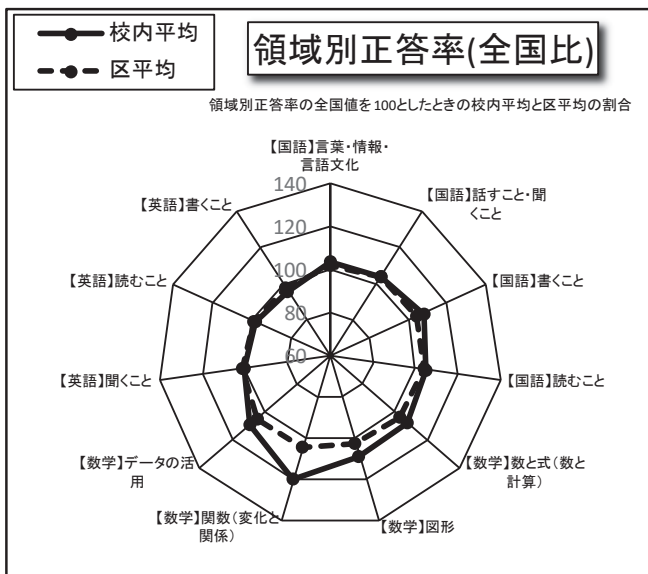 校内平均
区平均
領域別正答率(全国比)
領域別正答率の全国値を100としたときの校内平均と区平均の割合
【国語】言葉・情報・
言語文化
【国語】話すこと・聞
くこと
【国語】書くこと
【国語】読むこと
【数学】数と式(数と
計算)
【数学】図形
【数学】関数(変化と
関係)
【数学】データの活
用
【英語】聞くこと
【英語】読むこと
【英語】書くこと
140
120
100
80
60